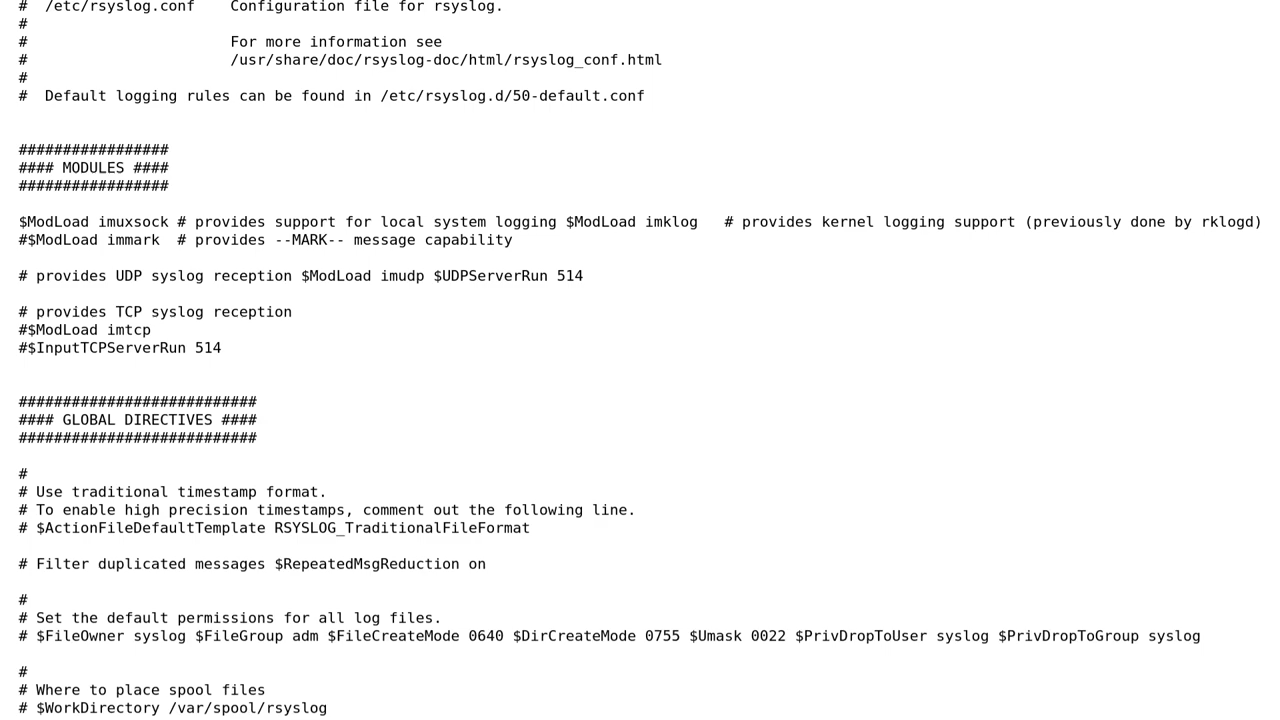 #  /etc/rsyslog.conf    Configuration file for rsyslog.
#
#                       For more information see
#                       /usr/share/doc/rsyslog-doc/html/rsyslog_conf.html
#
#  Default logging rules can be found in /etc/rsyslog.d/50-default.conf


#################
#### MODULES ####
#################

$ModLoad imuxsock # provides support for local system logging $ModLoad imklog   # provides kernel logging support (previously done by rklogd)
#$ModLoad immark  # provides --MARK-- message capability

# provides UDP syslog reception $ModLoad imudp $UDPServerRun 514

# provides TCP syslog reception
#$ModLoad imtcp
#$InputTCPServerRun 514


###########################
#### GLOBAL DIRECTIVES ####
###########################

#
# Use traditional timestamp format.
# To enable high precision timestamps, comment out the following line.
# $ActionFileDefaultTemplate RSYSLOG_TraditionalFileFormat

# Filter duplicated messages $RepeatedMsgReduction on

#
# Set the default permissions for all log files.
# $FileOwner syslog $FileGroup adm $FileCreateMode 0640 $DirCreateMode 0755 $Umask 0022 $PrivDropToUser syslog $PrivDropToGroup syslog

#
# Where to place spool files
# $WorkDirectory /var/spool/rsyslog